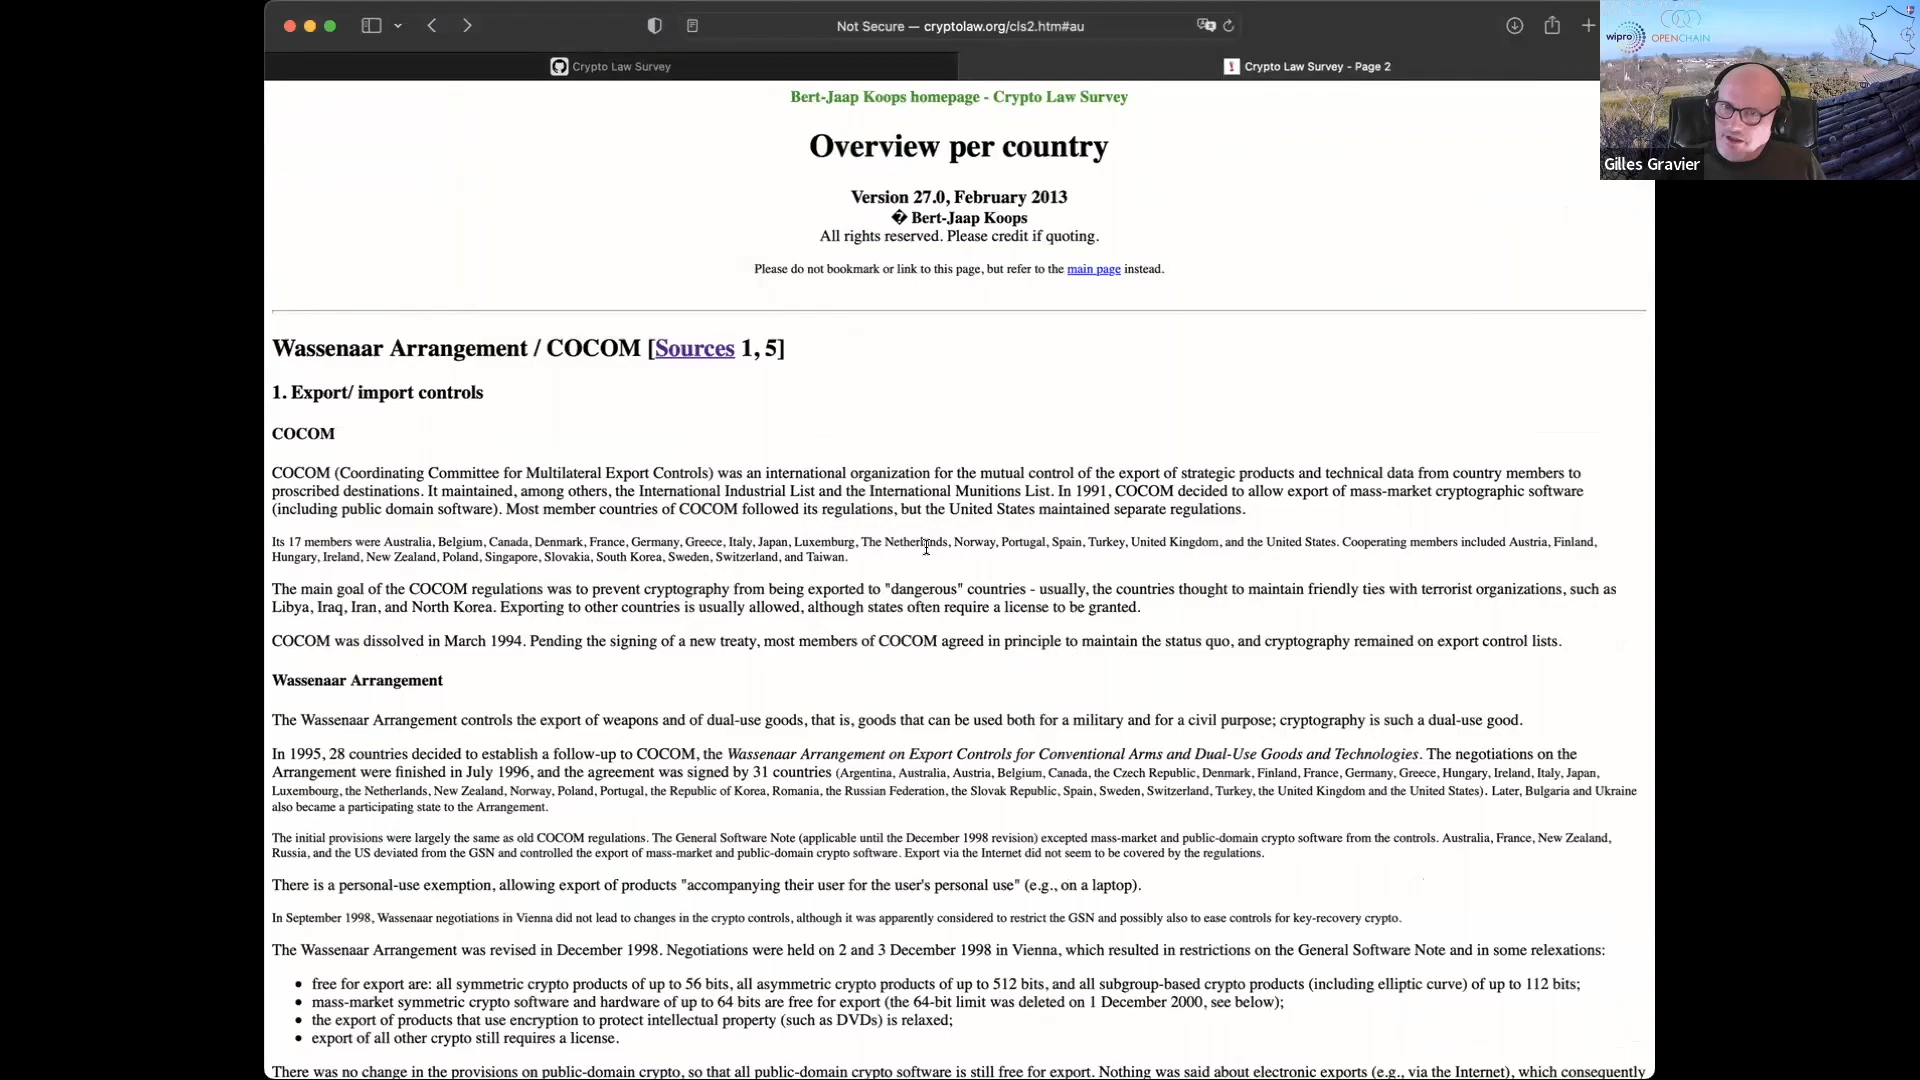 Not Secure — cryptolaw.org/cls2.htm#au
Crypto Law Survey
Crypto Law Survey - Page 2
wipro
OPENCHAIN
Gilles Gravier
Bert-Jaap Koops homepage - Crypto Law Survey
Overview per country
Version 27.0, February 2013
� Bert-Jaap Koops
All rights reserved. Please credit if quoting.
Please do not bookmark or link to this page, but refer to the main page instead.
Wassenaar Arrangement / COCOM [Sources 1, 5]
1. Export/ import controls
COCOM
COCOM (Coordinating Committee for Multilateral Export Controls) was an international organization for the mutual control of the export of strategic products and technical data from country members to
proscribed destinations. It maintained, among others, the International Industrial List and the International Munitions List. In 1991, COCOM decided to allow export of mass-market cryptographic software
(including public domain software). Most member countries of COCOM followed its regulations, but the United States maintained separate regulations.
Its 17 members were Australia, Belgium, Canada, Denmark, France, Germany, Greece, Italy, Japan, Luxemburg, The Netherlands, Norway, Portugal, Spain, Turkey, United Kingdom, and the United States. Cooperating members included Austria, Finland,
Hungary, Ireland, New Zealand, Poland, Singapore, Slovakia, South Korea, Sweden, Switzerland, and Taiwan.
The main goal of the COCOM regulations was to prevent cryptography from being exported to "dangerous" countries - usually, the countries thought to maintain friendly ties with terrorist organizations, such as
Libya, Iraq, Iran, and North Korea. Exporting to other countries is usually allowed, although states often require a license to be granted.
COCOM was dissolved in March 1994. Pending the signing of a new treaty, most members of COCOM agreed in principle to maintain the status quo, and cryptography remained on export control lists.
Wassenaar Arrangement
The Wassenaar Arrangement controls the export of weapons and of dual-use goods, that is, goods that can be used both for a military and for a civil purpose; cryptography is such a dual-use good.
In 1995, 28 countries decided to establish a follow-up to COCOM, the Wassenaar Arrangement on Export Controls for Conventional Arms and Dual-Use Goods and Technologies. The negotiations on the
Arrangement were finished in July 1996, and the agreement was signed by 31 countries (Argentina, Australia, Austria, Belgium, Canada, the Czech Republic, Denmark, Finland, France, Germany, Greece, Hungary, Ireland, Italy, Japan,
Luxembourg, the Netherlands, New Zealand, Norway, Poland, Portugal, the Republic of Korea, Romania, the Russian Federation, the Slovak Republic, Spain, Sweden, Switzerland, Turkey, the United Kingdom and the United States). Later, Bulgaria and Ukraine
also became a participating state to the Arrangement.
The initial provisions were largely the same as old COCOM regulations. The General Software Note (applicable until the December 1998 revision) excepted mass-market and public-domain crypto software from the controls. Australia, France, New Zealand,
Russia, and the US deviated from the GSN and controlled the export of mass-market and public-domain crypto software. Export via the Internet did not seem to be covered by the regulations.
There is a personal-use exemption, allowing export of products "accompanying their user for the user's personal use" (e.g., on a laptop).
In September 1998, Wassenaar negotiations in Vienna did not lead to changes in the crypto controls, although it was apparently considered to restrict the GSN and possibly also to ease controls for key-recovery crypto.
The Wassenaar Arrangement was revised in December 1998. Negotiations were held on 2 and 3 December 1998 in Vienna, which resulted in restrictions on the General Software Note and in some relexations:
• free for export are: all symmetric crypto products of up to 56 bits, all asymmetric crypto products of up to 512 bits, and all subgroup-based crypto products (including elliptic curve) of up to 112 bits;
• mass-market symmetric crypto software and hardware of up to 64 bits are free for export (the 64-bit limit was deleted on 1 December 2000, see below);
• the export of products that use encryption to protect intellectual property (such as DVDs) is relaxed;
• export of all other crypto still requires a license.
There was no change in the provisions on public-domain crypto, so that all public-domain crypto software is still free for export. Nothing was said about electronic exports (e.g., via the Internet), which consequently